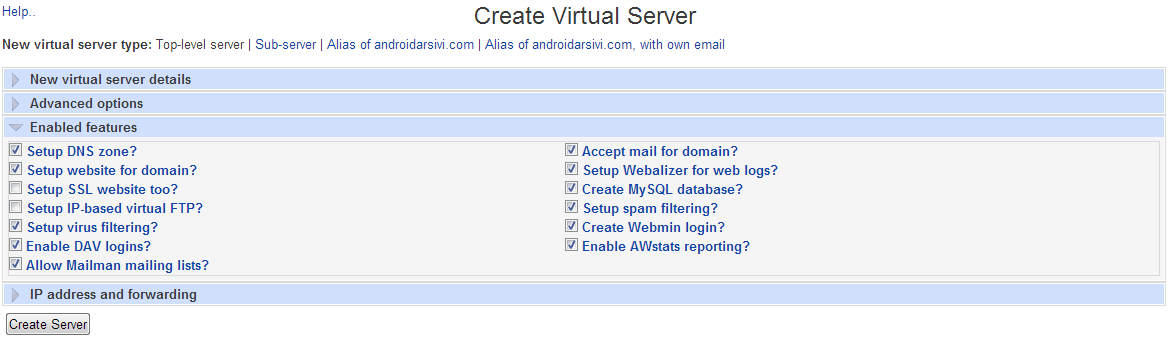 Help..
Create Virtual Server
New virtual server type: Top-level server | Sub-server | Alias of androidarsivi.com | Alias of androidarsivi.com, with own email
New virtual server details
Advanced options
Enabled features
Setup DNS zone? Accept mail for domain?
Setup website for domain? Setup Webalizer for web logs?
Setup SSL website too? Create MySQL database?
Setup IP-based virtual FTP? Setup spam filtering?
Setup virus filtering? Create Webmin login?
Enable DAV logins? Enable AWstats reporting?
Allow Mailman mailing lists?
IP address and forwarding
Create Server